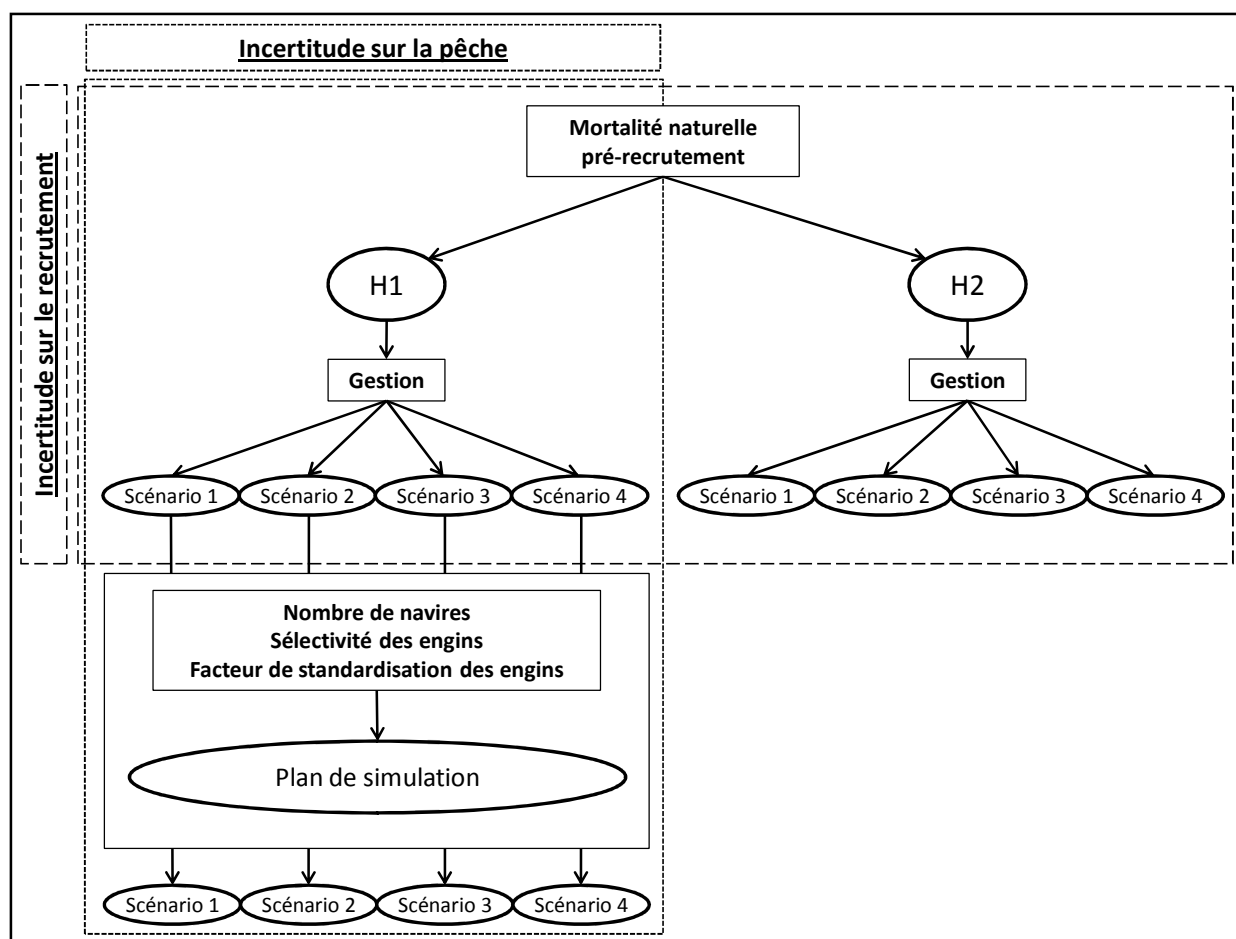 Incertitude sur la pêche
Incertitude sur le recrutement
Mortalité naturelle
pré-recrutement
H1
H2
Gestion
Gestion
Scénario 1
Scénario 2
Scénario 3
Scénario 4
Scénario 1
Scénario 2
Scénario 3
Scénario 4
Nombre de navires
Sélectivité des engins
Facteur de standardisation des engins
Plan de simulation
Scénario 1
Scénario 2
Scénario 3
Scénario 4